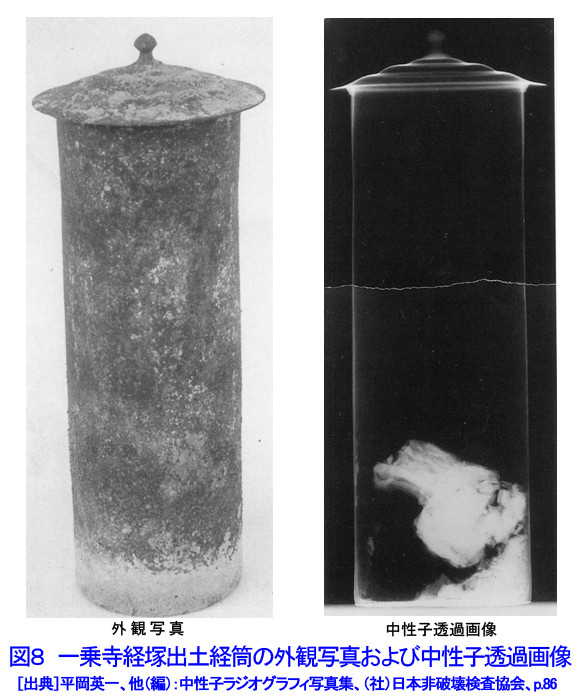 外観写真
中性子透過画像
図8 一乗寺経塚出土経筒の外観写真および中性子透過画像
[出典]平岡英一、他(編):中性子ラジオグラフィ写真集、(社)日本非破壊検査協会、p.86